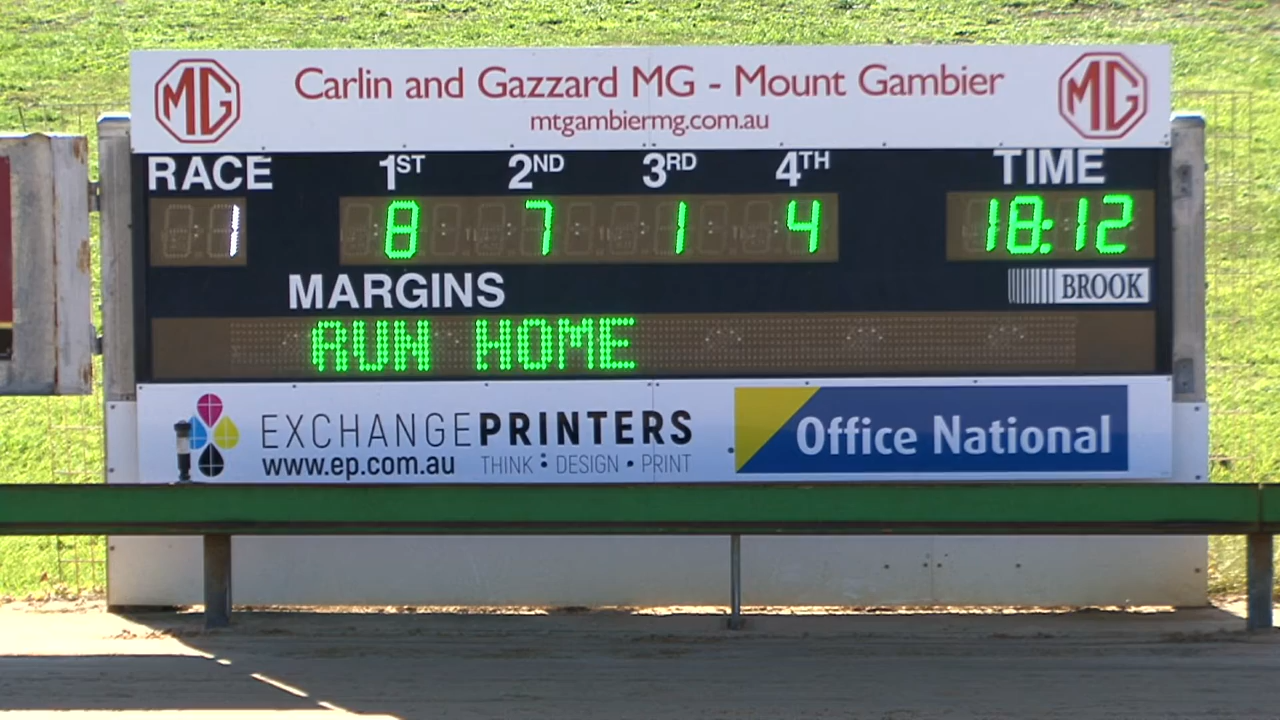 MG Carlin and Gazzard MG - Mount Gambier MG
mtgambiermg.com.au
RACE 1ST 2ND 3RD 4TH TIME
1 8 7 1 4 18:12
MARGINS BROOK
RUN HOME
EXCHANGEPRINTERS Office National
www.ep.com.au THINK : DESIGN • PRINT